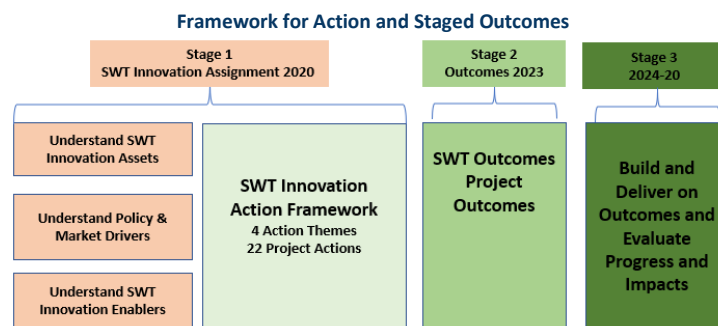 Framework for Action and Staged Outcomes
Stage 1
SWT Innovation Assignment 2020
Stage 2
Outcomes 2023
Stage 3
2024-20
Understand SWT
Innovation Assets
Understand Policy &
Market Drivers
Understand SWT
Innovation Enablers
SWT Innovation
Action Framework
4 Action Themes
22 Project Actions
SWT Outcomes
Project
Outcomes
Build and
Deliver on
Outcomes and
Evaluate
Progress and
Impacts